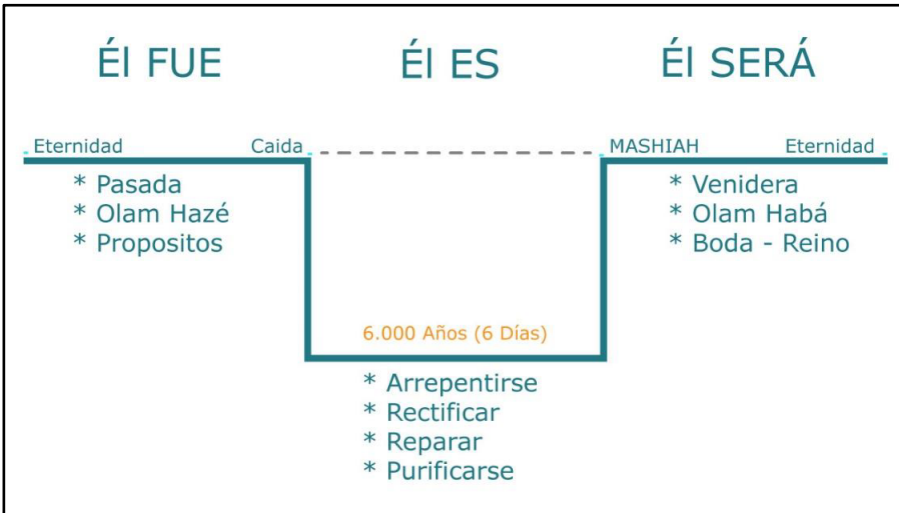 Él FUE
Él ES
Él SERÁ
Eternidad
Caida
MASHIAH
Eternidad
* Pasada
* Olam Hazé
* Propositos
* Venidera
* Olam Habá
* Boda - Reino
6.000 Años (6 Días)
* Arrepentirse
* Rectificar
* Reparar
* Purificarse